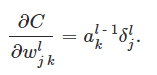 ∂C/∂w^l_{jk} = a^{l-1}_k δ^l_j.